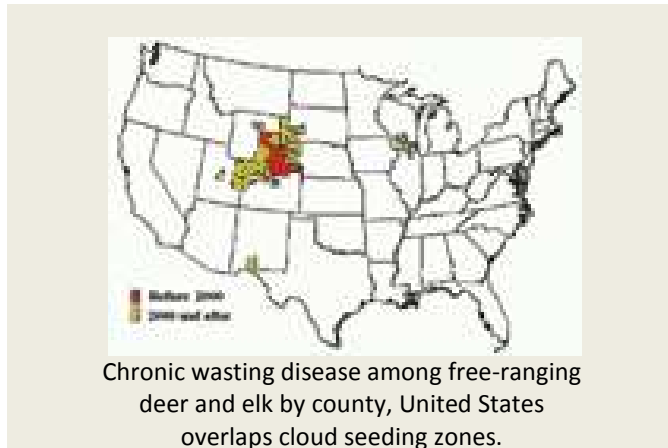 Before 2000
2000 and after
Chronic wasting disease among free-ranging
deer and elk by county, United States
overlaps cloud seeding zones.